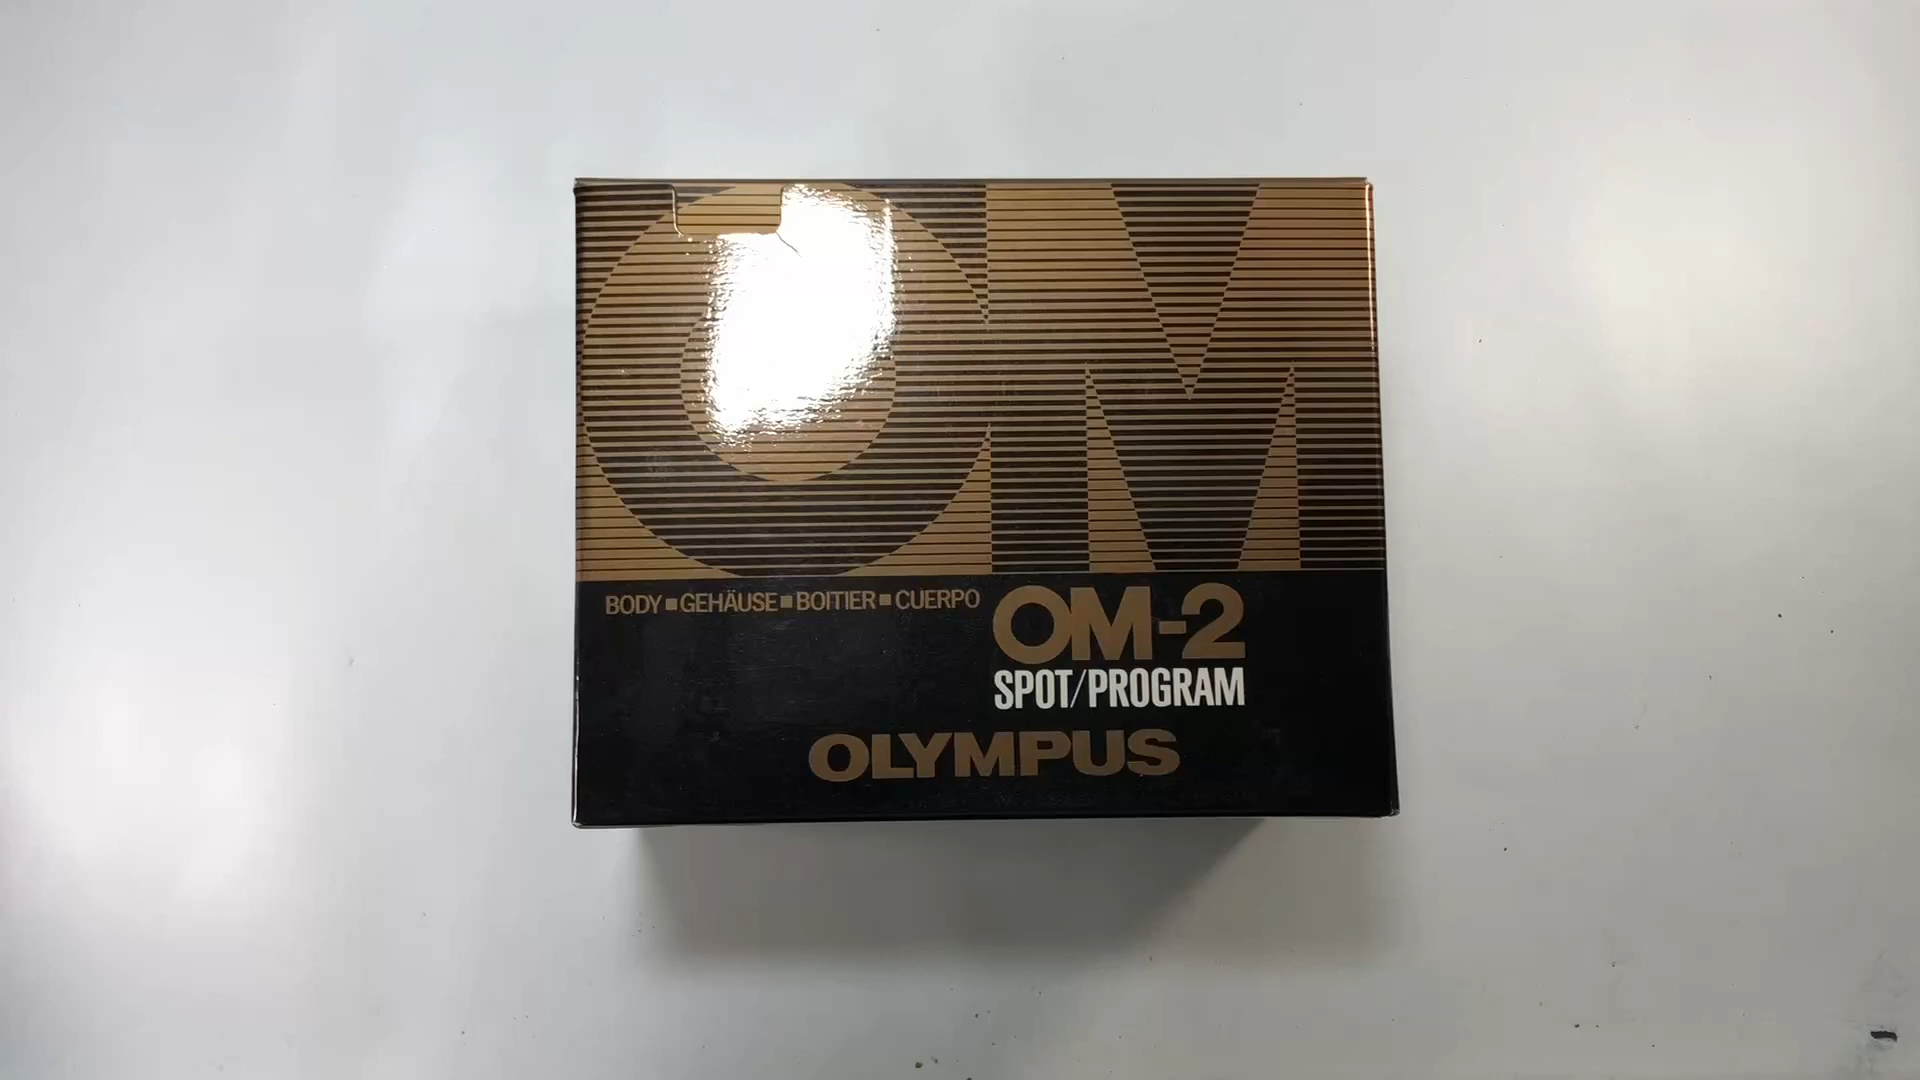 OM
BODY ▪ GEHÄUSE ▪ BOITIER ▪ CUERPO
OM-2
SPOT/PROGRAM
OLYMPUS